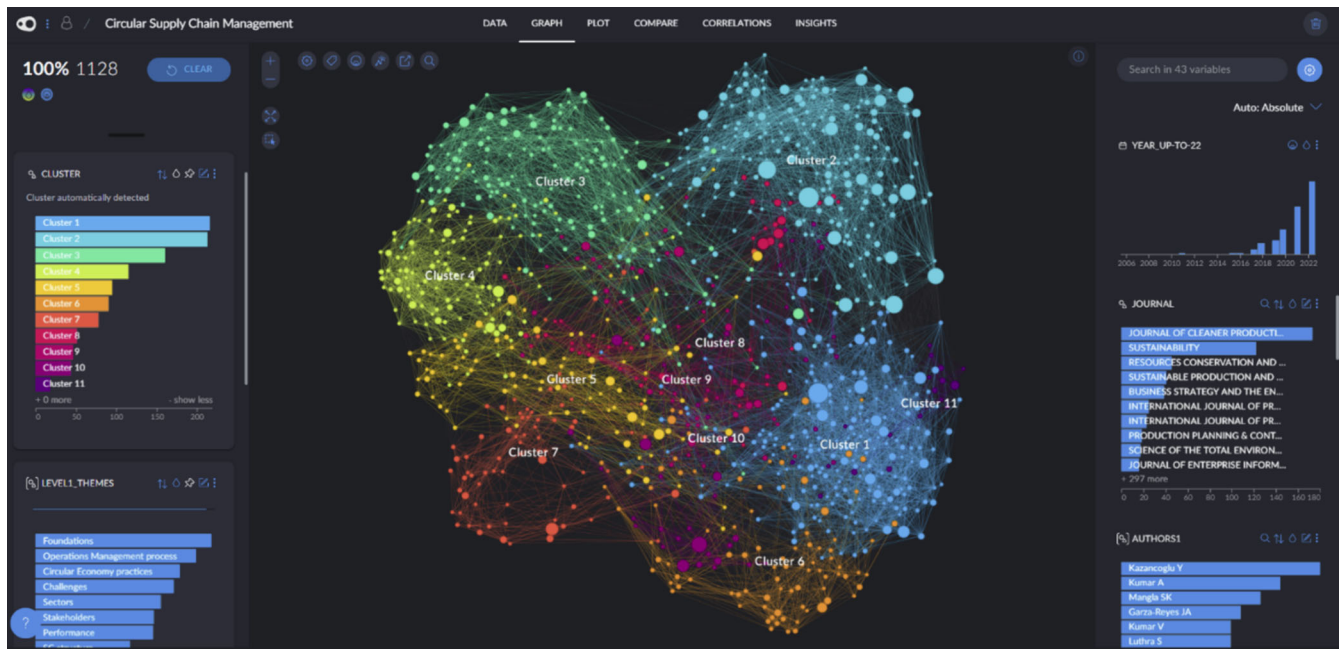 / Circular Supply Chain Management
DATA GRAPH PLOT COMPARE CORRELATIONS INSIGHTS
100% 1128
CLEAR
CLUSTER
Cluster automatically detected
Cluster 1
Cluster 2
Cluster 3
Cluster 4
Cluster 5
Cluster 6
Cluster 7
Cluster 8
Cluster 9
Cluster 10
Cluster 11
+ 0 more - show less
0 50 100 150 200
LEVEL1_THEMES
Foundations
Operations Management process
Circular Economy practices
Challenges
Sectors
Stakeholders
Performance
?
Cluster 2
Cluster 3
Cluster 4
Cluster 8
Cluster 5
Cluster 9
Cluster 11
Cluster 10
Cluster 1
Cluster 7
Cluster 6
Search in 43 variables
Auto: Absolute
YEAR_UP-TO-22
2006 2008 2010 2012 2014 2016 2018 2020 2022
JOURNAL
JOURNAL OF CLEANER PRODUCTI...
SUSTAINABILITY
RESOURCES CONSERVATION AND ...
SUSTAINABLE PRODUCTION AND ...
BUSINESS STRATEGY AND THE EN...
INTERNATIONAL JOURNAL OF PR...
INTERNATIONAL JOURNAL OF PR...
PRODUCTION PLANNING & CONT...
SCIENCE OF THE TOTAL ENVIRON...
JOURNAL OF ENTERPRISE INFORM...
+ 297 more
0 20 40 60 80 100 120 140 160 180
AUTHORS1
Kazancoglu Y
Kumar A
Mangla SK
Garza-Reyes JA
Kumar V
Luthra S